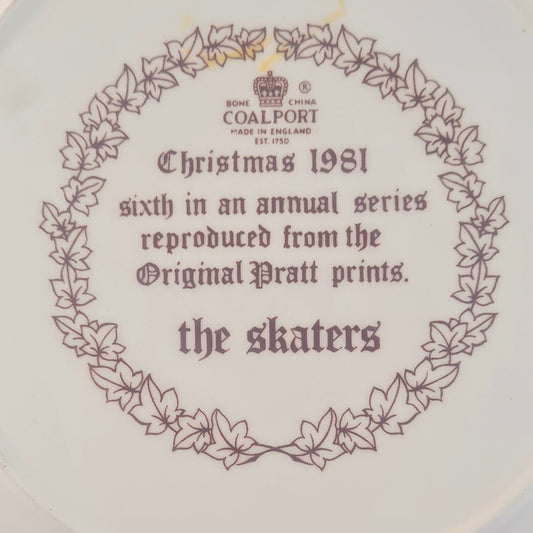 ®
BONE CHINA
COALPORT
MADE IN ENGLAND
EST. 1750
Christmas 1981
sixth in an annual series
reproduced from the
Original Pratt prints.
the skaters